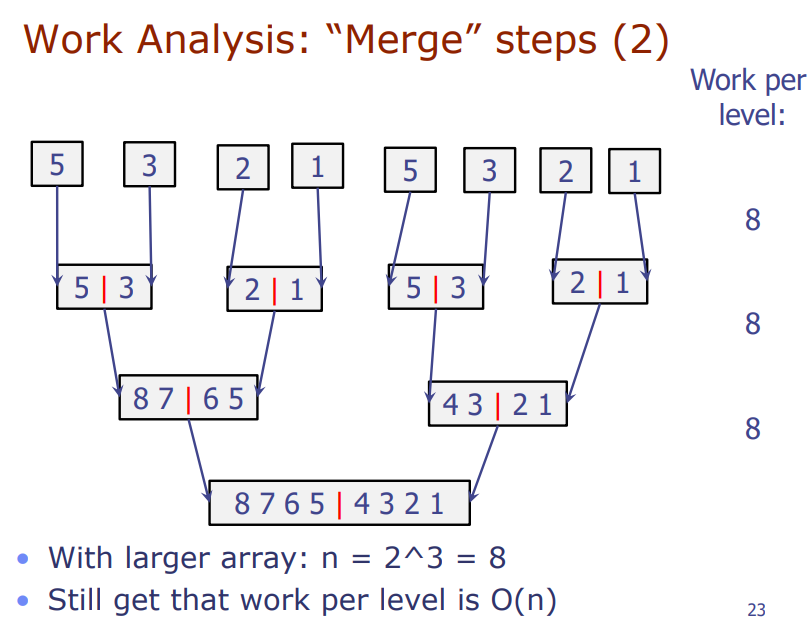 Work Analysis: “Merge” steps (2)
Work per
level:
5 3 2 1 5 3 2 1
8
5 | 3 2 | 1 5 | 3 2 | 1
8
8 7 | 6 5 4 3 | 2 1
8
8 7 6 5 | 4 3 2 1
• With larger array: n = 2^3 = 8
• Still get that work per level is O(n)
23